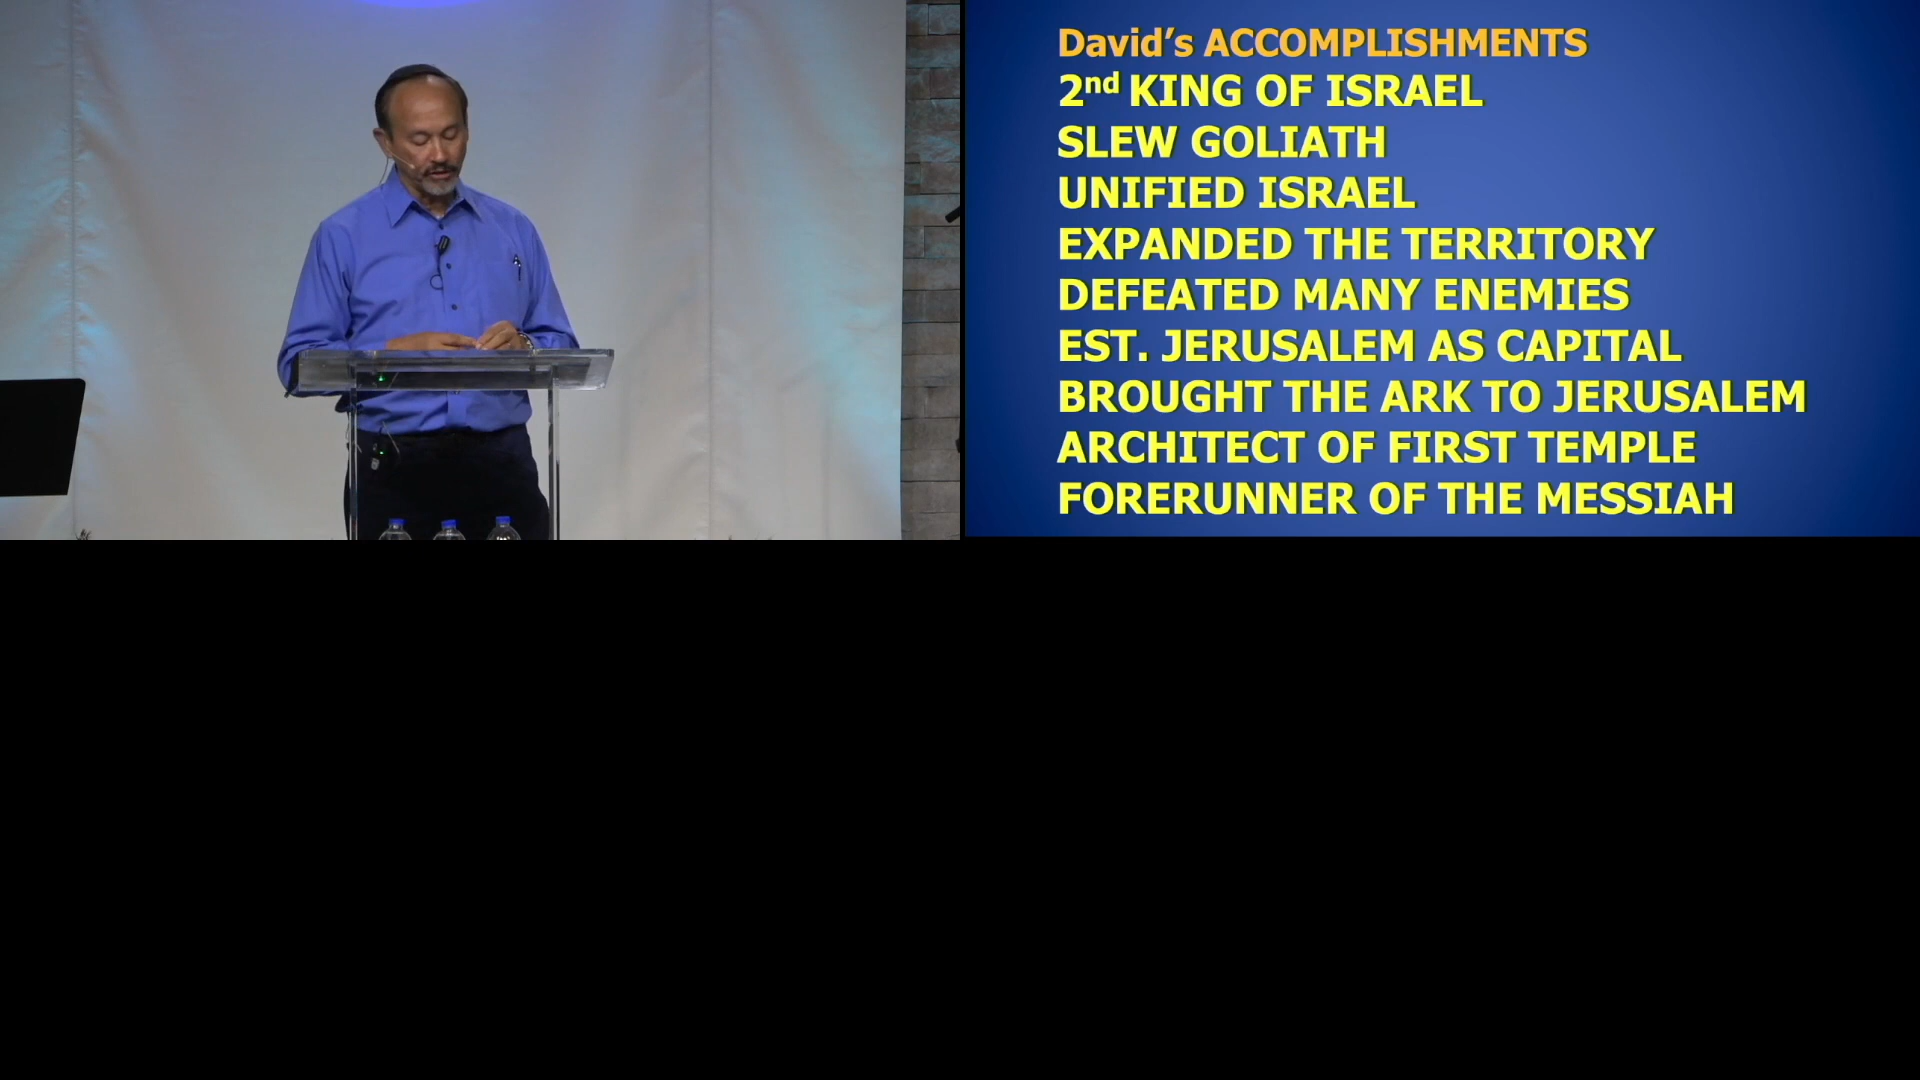 David’s ACCOMPLISHMENTS
2nd KING OF ISRAEL
SLEW GOLIATH
UNIFIED ISRAEL
EXPANDED THE TERRITORY
DEFEATED MANY ENEMIES
EST. JERUSALEM AS CAPITAL
BROUGHT THE ARK TO JERUSALEM
ARCHITECT OF FIRST TEMPLE
FORERUNNER OF THE MESSIAH